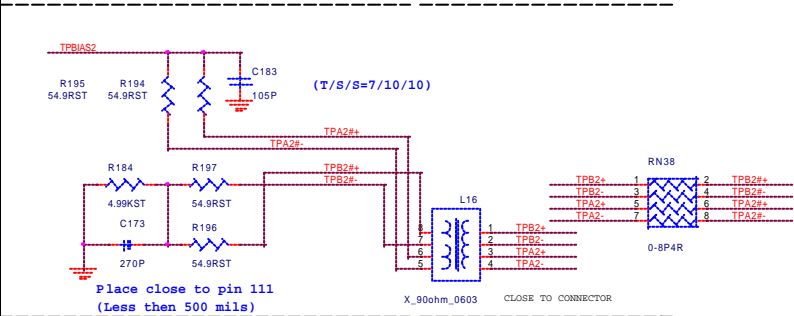 TPBIAS2
R195
54.9RST
R194
54.9RST
C183
105P
(T/S/S=7/10/10)
TPA2#+
TPA2#-
TPB2#+
TPB2#-
R184
4.99KST
R197
54.9RST
C173
270P
R196
54.9RST
Place close to pin 111
(Less then 500 mils)
L16
8
7
6
5
1
2
3
4
TPB2+
TPB2-
TPA2+
TPA2-
X_90ohm_0603
CLOSE TO CONNECTOR
RN38
TPB2+ 1 2 TPB2#+
TPB2- 3 4 TPB2#-
TPA2+ 5 6 TPA2#+
TPA2- 7 8 TPA2#-
0-8P4R